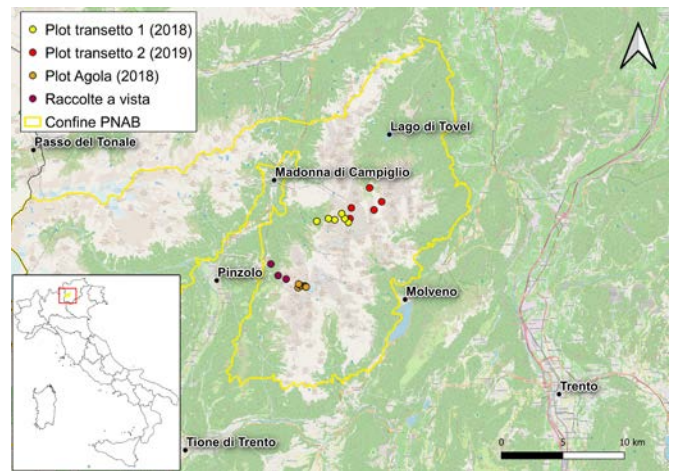 Plot transetto 1 (2018)
Plot transetto 2 (2019)
Plot Agola (2018)
Raccolte a vista
Confine PNAB
Passo del Tonale
Lago di Tovel
Madonna di Campiglio
Pinzolo
Molveno
Trento
Tione di Trento
0 5 10 km